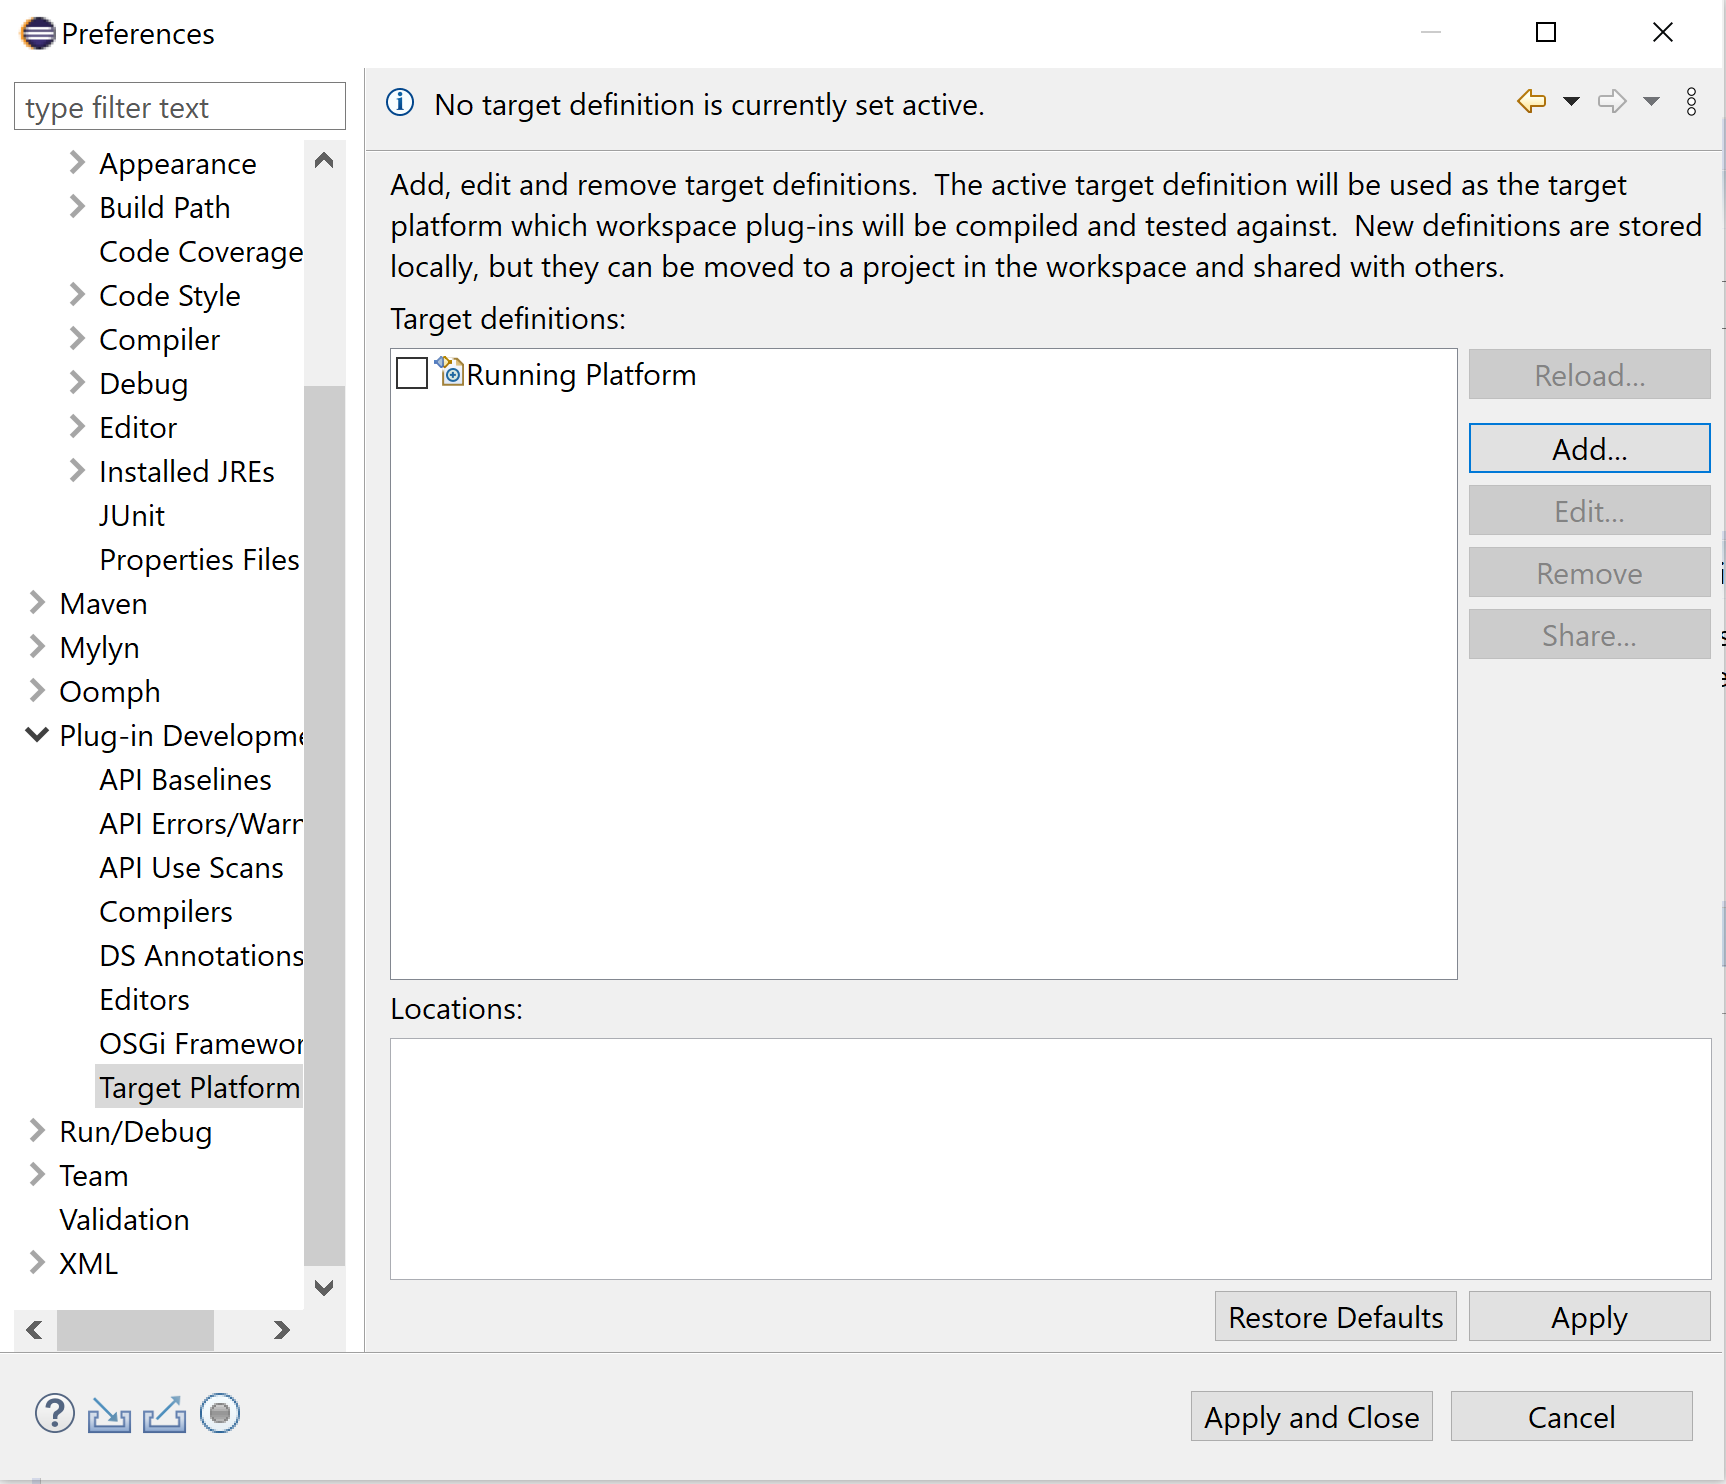 Preferences
type filter text
Appearance
Build Path
Code Coverage
Code Style
Compiler
Debug
Editor
Installed JREs
JUnit
Properties Files
Maven
Mylyn
Oomph
Plug-in Developme
API Baselines
API Errors/Warn
API Use Scans
Compilers
DS Annotations
Editors
OSGi Framewor
Target Platform
Run/Debug
Team
Validation
XML
No target definition is currently set active.
Add, edit and remove target definitions.  The active target definition will be used as the target
platform which workspace plug-ins will be compiled and tested against.  New definitions are stored
locally, but they can be moved to a project in the workspace and shared with others.
Target definitions:
Running Platform
Reload...
Add...
Edit...
Remove
Share...
Locations:
Restore Defaults
Apply
Apply and Close
Cancel